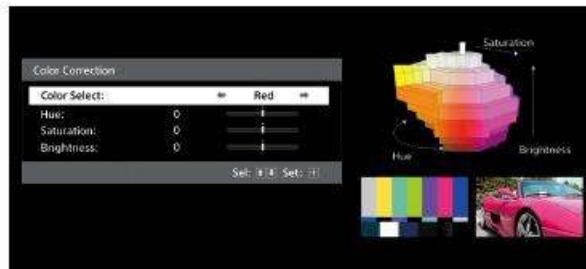 Color Correction
Color Select: Red
Hue: 0
Saturation: 0
Brightness: 0
Sel: Set:
Saturation
Hue
Brightness